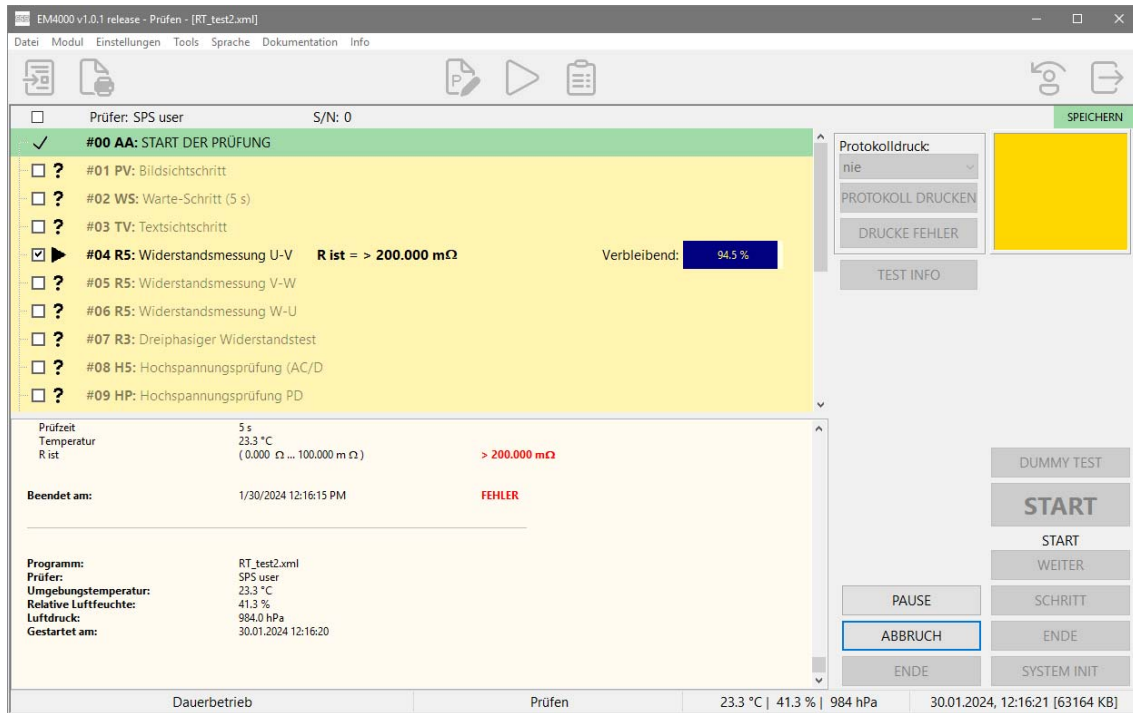 EM4000 v1.0.1 release - Prüfen - [RT_test2.xml]
Datei Modul Einstellungen Tools Sprache Dokumentation Info
Prüfer: SPS user S/N: 0 SPEICHERN
#00 AA: START DER PRÜFUNG
? #01 PV: Bildsichtschritt
? #02 WS: Warte-Schritt (5 s)
? #03 TV: Textsichtschritt
#04 R5: Widerstandsmessung U-V R ist = > 200.000 mΩ Verbleibend: 94.5 %
? #05 R5: Widerstandsmessung V-W
? #06 R5: Widerstandsmessung W-U
? #07 R3: Dreiphasiger Widerstandstest
? #08 H5: Hochspannungsprüfung (AC/D
? #09 HP: Hochspannungsprüfung PD
Protokolldruck:
nie
PROTOKOLL DRUCKEN
DRUCKE FEHLER
TEST INFO
Prüfzeit 5 s
Temperatur 23.3 °C
R ist ( 0.000 Ω ... 100.000 m Ω ) > 200.000 mΩ
Beendet am: 1/30/2024 12:16:15 PM FEHLER
Programm: RT_test2.xml
Prüfer: SPS user
Umgebungstemperatur: 23.3 °C
Relative Luftfeuchte: 41.3 %
Luftdruck: 984.0 hPa
Gestartet am: 30.01.2024 12:16:20
DUMMY TEST
START
START
WEITER
PAUSE SCHRITT
ABBRUCH ENDE
ENDE SYSTEM INIT
Dauerbetrieb Prüfen 23.3 °C | 41.3 % | 984 hPa 30.01.2024, 12:16:21 [63164 KB]